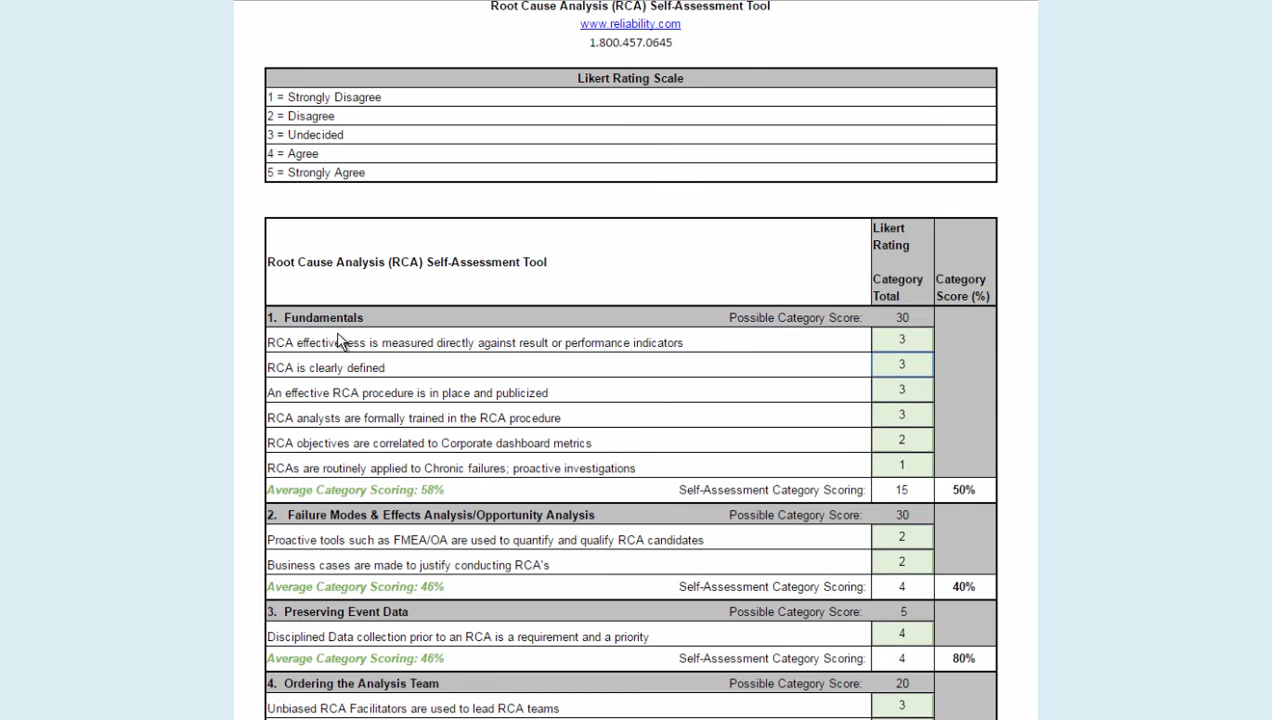 Root Cause Analysis (RCA) Self-Assessment Tool
www.reliability.com
1.800.457.0645
Likert Rating Scale
1 = Strongly Disagree
2 = Disagree
3 = Undecided
4 = Agree
5 = Strongly Agree
Root Cause Analysis (RCA) Self-Assessment Tool
Likert
Rating
Category
Total
Category
Score (%)
1. Fundamentals Possible Category Score: 30
RCA effectiveness is measured directly against result or performance indicators 3
RCA is clearly defined 3
An effective RCA procedure is in place and publicized 3
RCA analysts are formally trained in the RCA procedure 3
RCA objectives are correlated to Corporate dashboard metrics 2
RCAs are routinely applied to Chronic failures; proactive investigations 1
Average Category Scoring: 58% Self-Assessment Category Scoring: 15 50%
2. Failure Modes & Effects Analysis/Opportunity Analysis Possible Category Score: 30
Proactive tools such as FMEA/OA are used to quantify and qualify RCA candidates 2
Business cases are made to justify conducting RCA's 2
Average Category Scoring: 46% Self-Assessment Category Scoring: 4 40%
3. Preserving Event Data Possible Category Score: 5
Disciplined Data collection prior to an RCA is a requirement and a priority 4
Average Category Scoring: 46% Self-Assessment Category Scoring: 4 80%
4. Ordering the Analysis Team Possible Category Score: 20
Unbiased RCA Facilitators are used to lead RCA teams 3